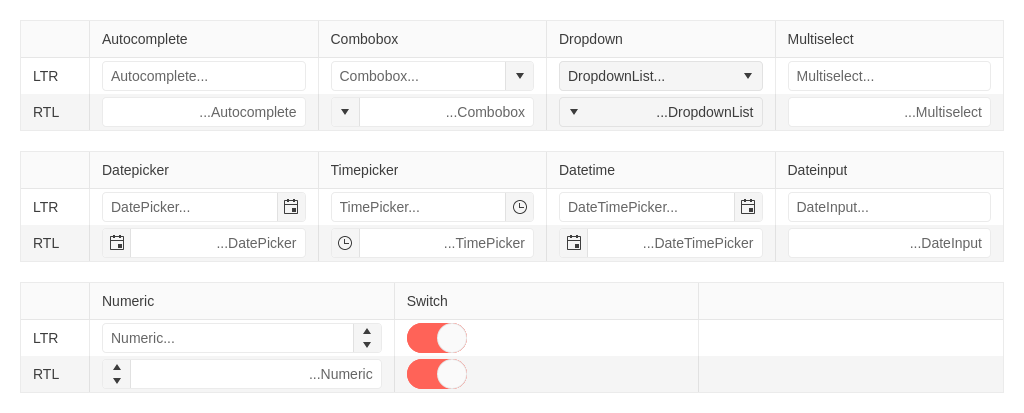 Autocomplete Combobox Dropdown Multiselect
LTR Autocomplete... Combobox... DropdownList... Multiselect...
RTL ...Autocomplete ...Combobox ...DropdownList ...Multiselect
Datepicker Timepicker Datetime Dateinput
LTR DatePicker... TimePicker... DateTimePicker... DateInput...
RTL ...DatePicker ...TimePicker ...DateTimePicker ...DateInput
Numeric Switch
LTR Numeric...
RTL ...Numeric